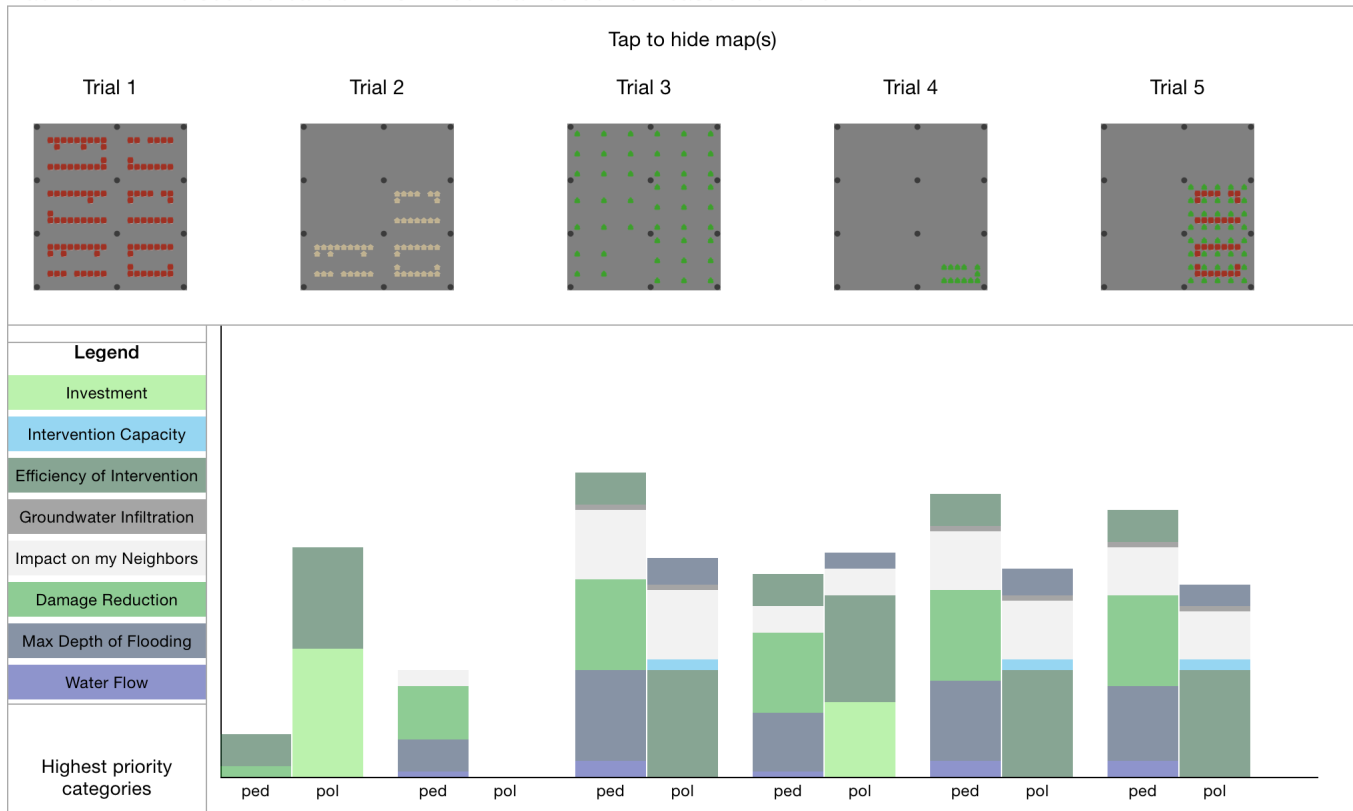 Tap to hide map(s)
Trial 1
Trial 2
Trial 3
Trial 4
Trial 5
Legend
Investment
Intervention Capacity
Efficiency of Intervention
Groundwater Infiltration
Impact on my Neighbors
Damage Reduction
Max Depth of Flooding
Water Flow
Highest priority
categories
ped pol ped pol ped pol ped pol ped pol ped pol